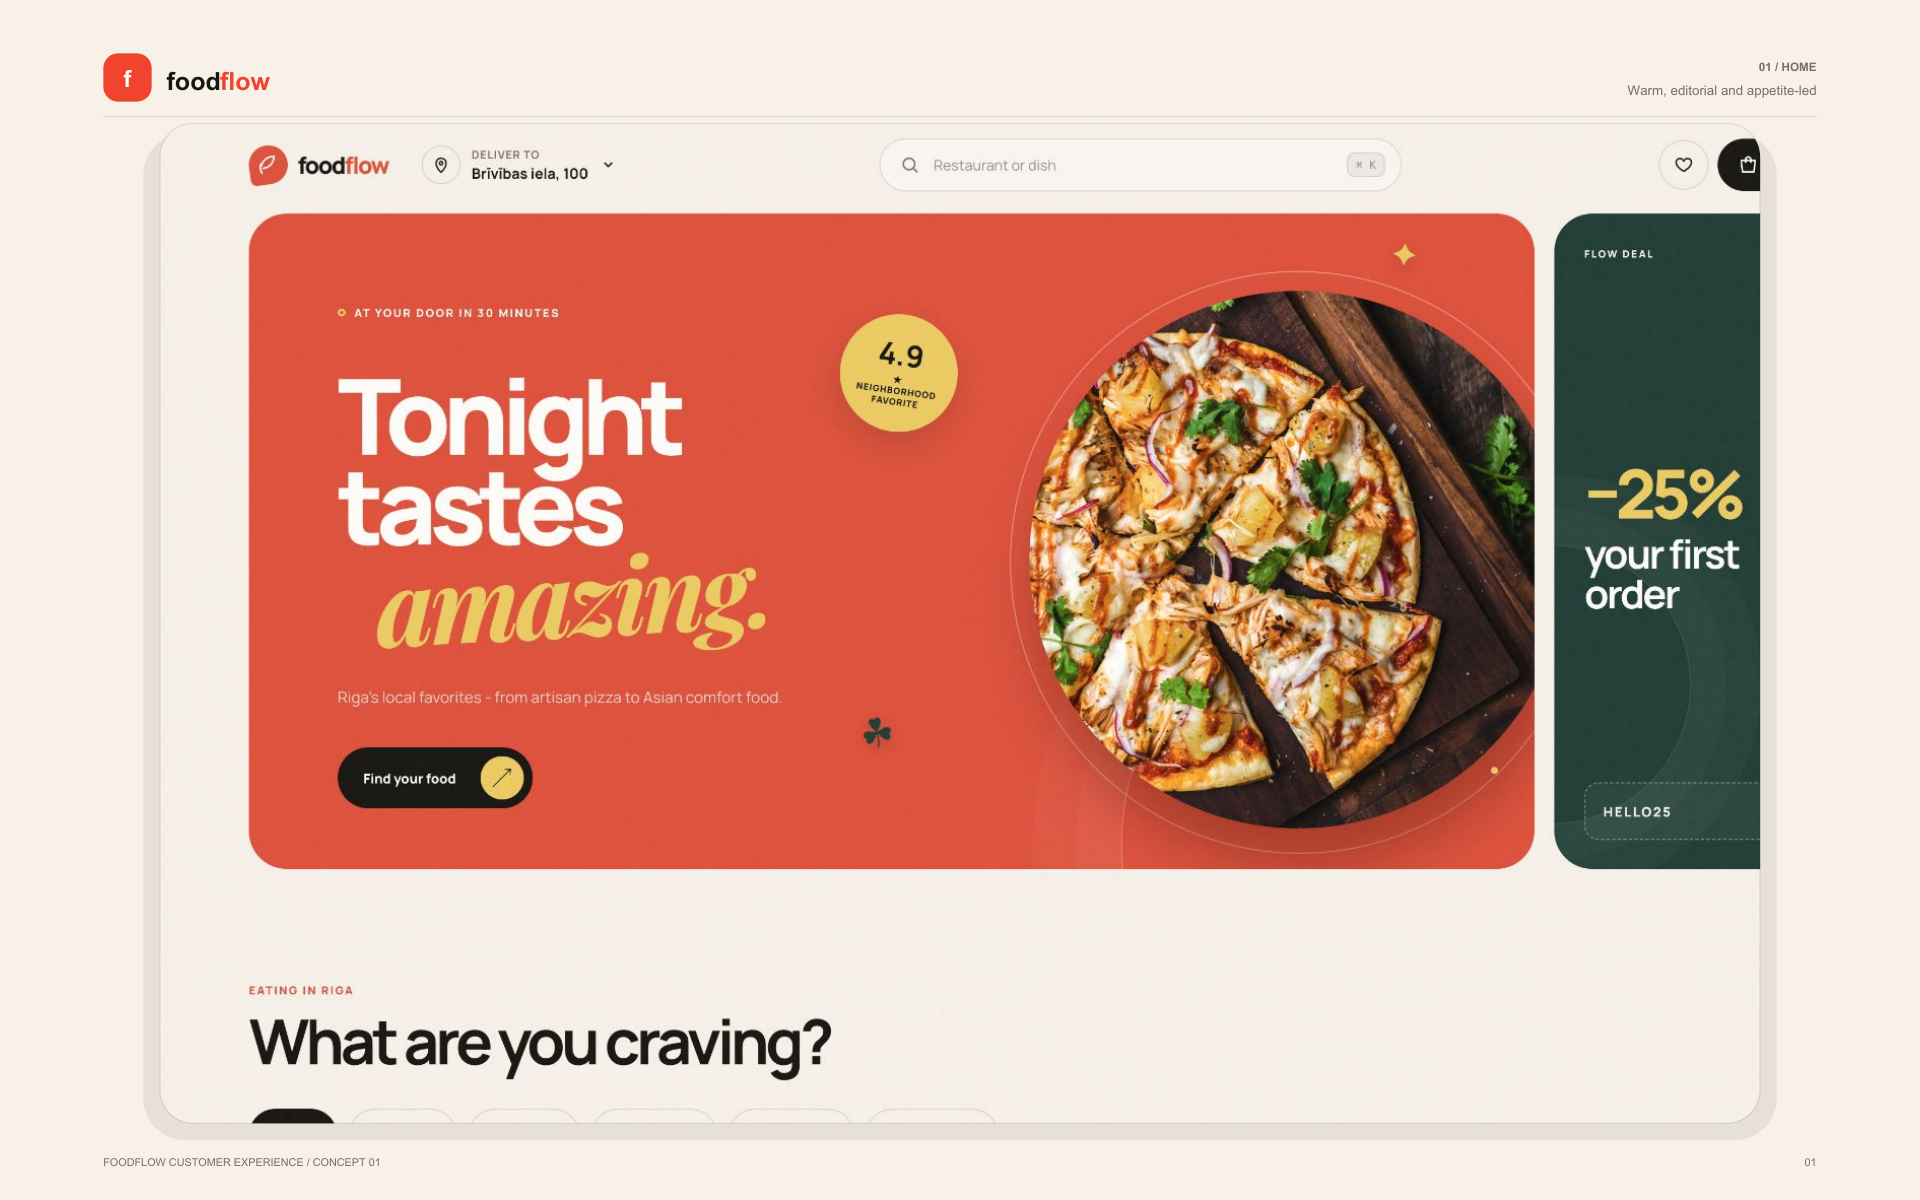 f
foodflow
01 / HOME
Warm, editorial and appetite-led
foodflow
DELIVER TO
Brīvības iela, 100
Restaurant or dish
⌘ K
AT YOUR DOOR IN 30 MINUTES
Tonight
tastes
amazing.
Riga's local favorites - from artisan pizza to Asian comfort food.
Find your food
4.9
★
NEIGHBORHOOD
FAVORITE
FLOW DEAL
−25%
your first
order
HELLO25
EATING IN RIGA
What are you craving?
FOODFLOW CUSTOMER EXPERIENCE / CONCEPT 01
01